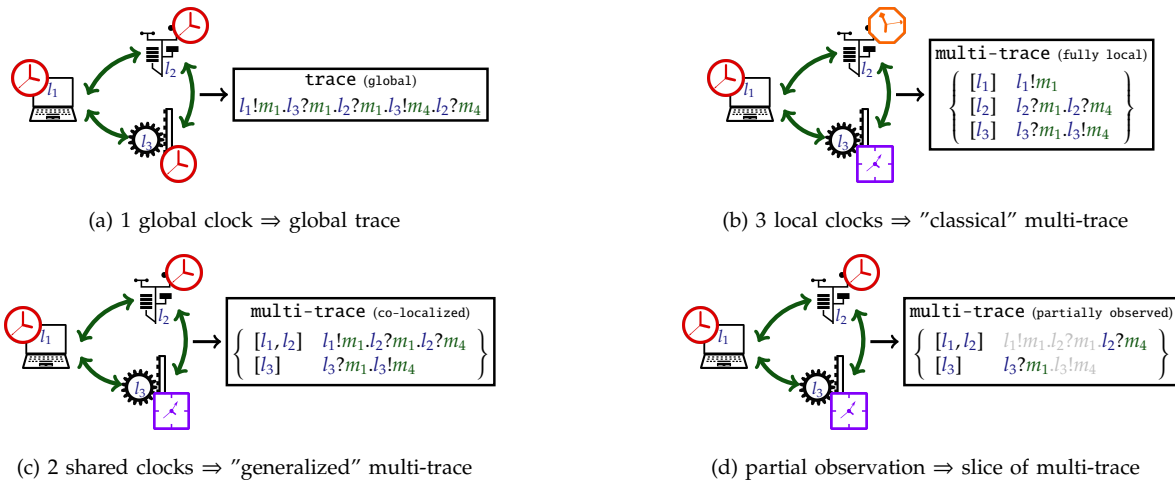 l₁
l₂
l₃
trace (global)
l₁!m₁.l₃?m₁.l₂?m₁.l₃!m₄.l₂?m₄
(a) 1 global clock ⇒ global trace
l₁
l₂
l₃
multi-trace (fully local)
[l₁] l₁!m₁
[l₂] l₂?m₁.l₂?m₄
[l₃] l₃?m₁.l₃!m₄
(b) 3 local clocks ⇒ ”classical” multi-trace
l₁
l₂
l₃
multi-trace (co-localized)
[l₁, l₂] l₁!m₁.l₂?m₁.l₂?m₄
[l₃] l₃?m₁.l₃!m₄
(c) 2 shared clocks ⇒ ”generalized” multi-trace
l₁
l₂
l₃
multi-trace (partially observed)
[l₁, l₂] l₁!m₁.l₂?m₁.l₂?m₄
[l₃] l₃?m₁.l₃!m₄
(d) partial observation ⇒ slice of multi-trace